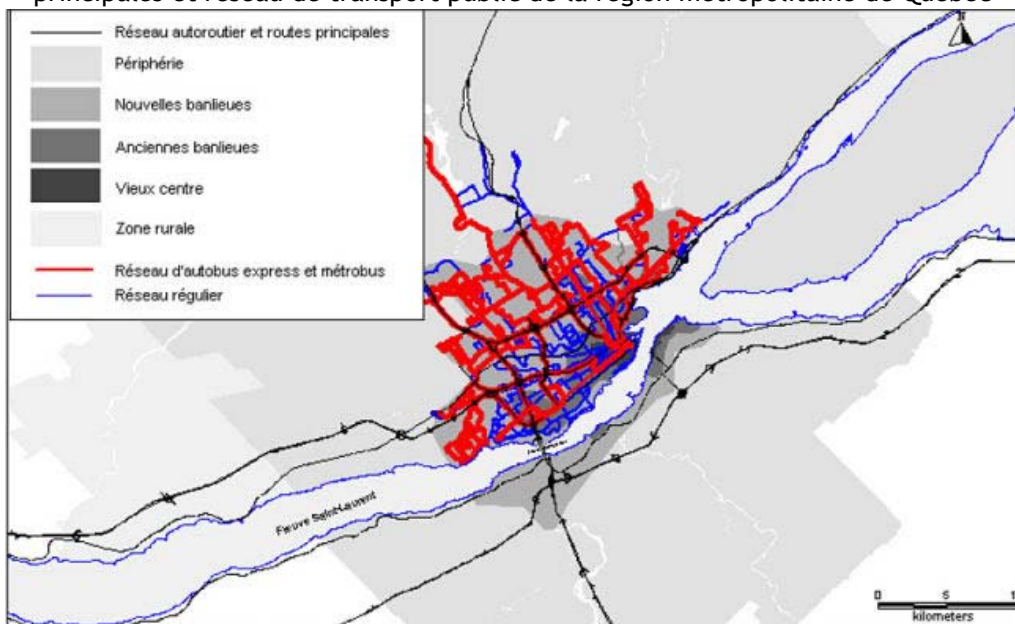 principales et réseau de transport public de la région métropolitaine de Québec
Réseau autoroutier et routes principales
Périphérie
Nouvelles banlieues
Anciennes banlieues
Vieux centre
Zone rurale
Réseau d'autobus express et métrobus
Réseau régulier
N
Fleuve Saint-Laurent
0 5 1
kilometers